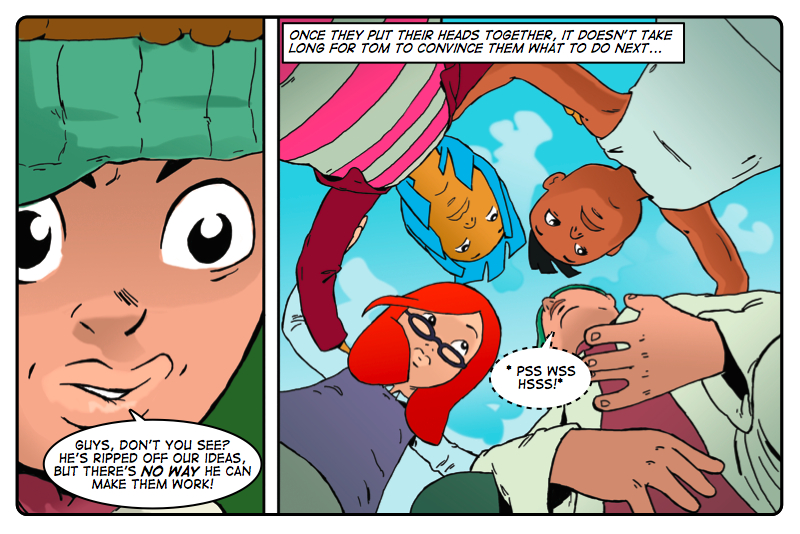 GUYS, DON'T YOU SEE?
HE'S RIPPED OFF OUR IDEAS,
BUT THERE'S NO WAY HE CAN
MAKE THEM WORK!
ONCE THEY PUT THEIR HEADS TOGETHER, IT DOESN'T TAKE
LONG FOR TOM TO CONVINCE THEM WHAT TO DO NEXT...
* PSS WSS
HSSS!*